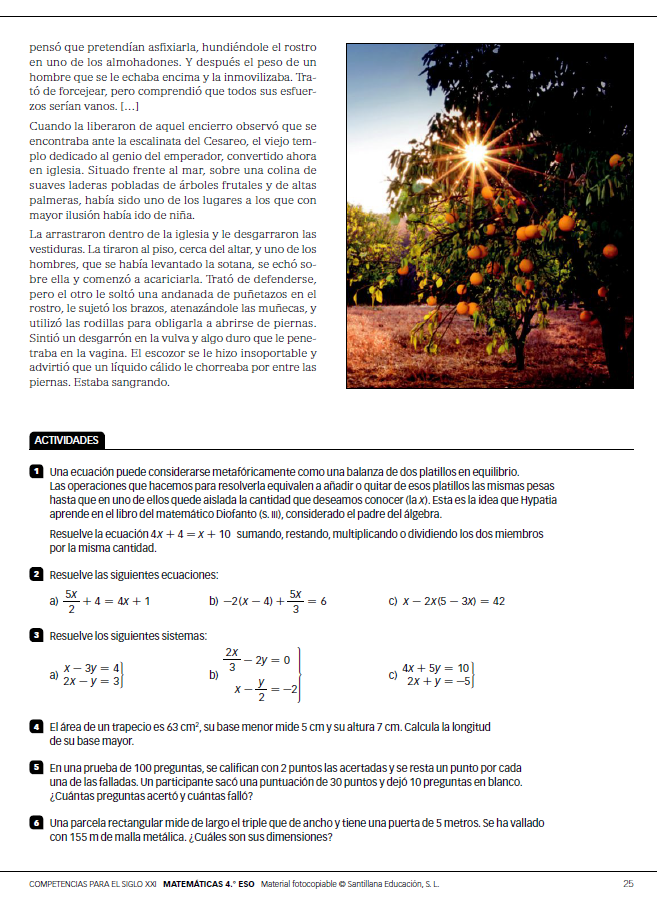 pensó que pretendían asfixiarla, hundiéndole el rostro
en uno de los almohadones. Y después el peso de un
hombre que se le echaba encima y la inmovilizaba. Tra-
tó de forcejear, pero comprendió que todos sus esfuer-
zos serían vanos. […]
Cuando la liberaron de aquel encierro observó que se
encontraba ante la escalinata del Cesareo, el viejo tem-
plo dedicado al genio del emperador, convertido ahora
en iglesia. Situado frente al mar, sobre una colina de
suaves laderas pobladas de árboles frutales y de altas
palmeras, había sido uno de los lugares a los que con
mayor ilusión había ido de niña.
La arrastraron dentro de la iglesia y le desgarraron las
vestiduras. La tiraron al piso, cerca del altar, y uno de los
hombres, que se había levantado la sotana, se echó so-
bre ella y comenzó a acariciarla. Trató de defenderse,
pero el otro le soltó una andanada de puñetazos en el
rostro, le sujetó los brazos, atenazándole las muñecas, y
utilizó las rodillas para obligarla a abrirse de piernas.
Sintió un desgarrón en la vulva y algo duro que le pene-
traba en la vagina. El escozor se le hizo insoportable y
advirtió que un líquido cálido le chorreaba por entre las
piernas. Estaba sangrando.
ACTIVIDADES
1 Una ecuación puede considerarse metafóricamente como una balanza de dos platillos en equilibrio.
Las operaciones que hacemos para resolverla equivalen a añadir o quitar de esos platillos las mismas pesas
hasta que en uno de ellos quede aislada la cantidad que deseamos conocer (la x). Esta es la idea que Hypatia
aprende en el libro del matemático Diofanto (s. III), considerado el padre del álgebra.
Resuelve la ecuación 4x + 4 = x + 10 sumando, restando, multiplicando o dividiendo los dos miembros
por la misma cantidad.
2 Resuelve las siguientes ecuaciones:
a) 5x/2 + 4 = 4x + 1 b) −2(x − 4) + 5x/3 = 6 c) x − 2x(5 − 3x) = 42
3 Resuelve los siguientes sistemas:
a) x − 3y = 4
2x − y = 3
b) 2x/3 − 2y = 0
x − y/2 = −2
c) 4x + 5y = 10
2x + y = −5
4 El área de un trapecio es 63 cm², su base menor mide 5 cm y su altura 7 cm. Calcula la longitud
de su base mayor.
5 En una prueba de 100 preguntas, se califican con 2 puntos las acertadas y se resta un punto por cada
una de las falladas. Un participante sacó una puntuación de 30 puntos y dejó 10 preguntas en blanco.
¿Cuántas preguntas acertó y cuántas falló?
6 Una parcela rectangular mide de largo el triple que de ancho y tiene una puerta de 5 metros. Se ha vallado
con 155 m de malla metálica. ¿Cuáles son sus dimensiones?
COMPETENCIAS PARA EL SIGLO XXI MATEMÁTICAS 4.° ESO Material fotocopiable © Santillana Educación, S. L. 25